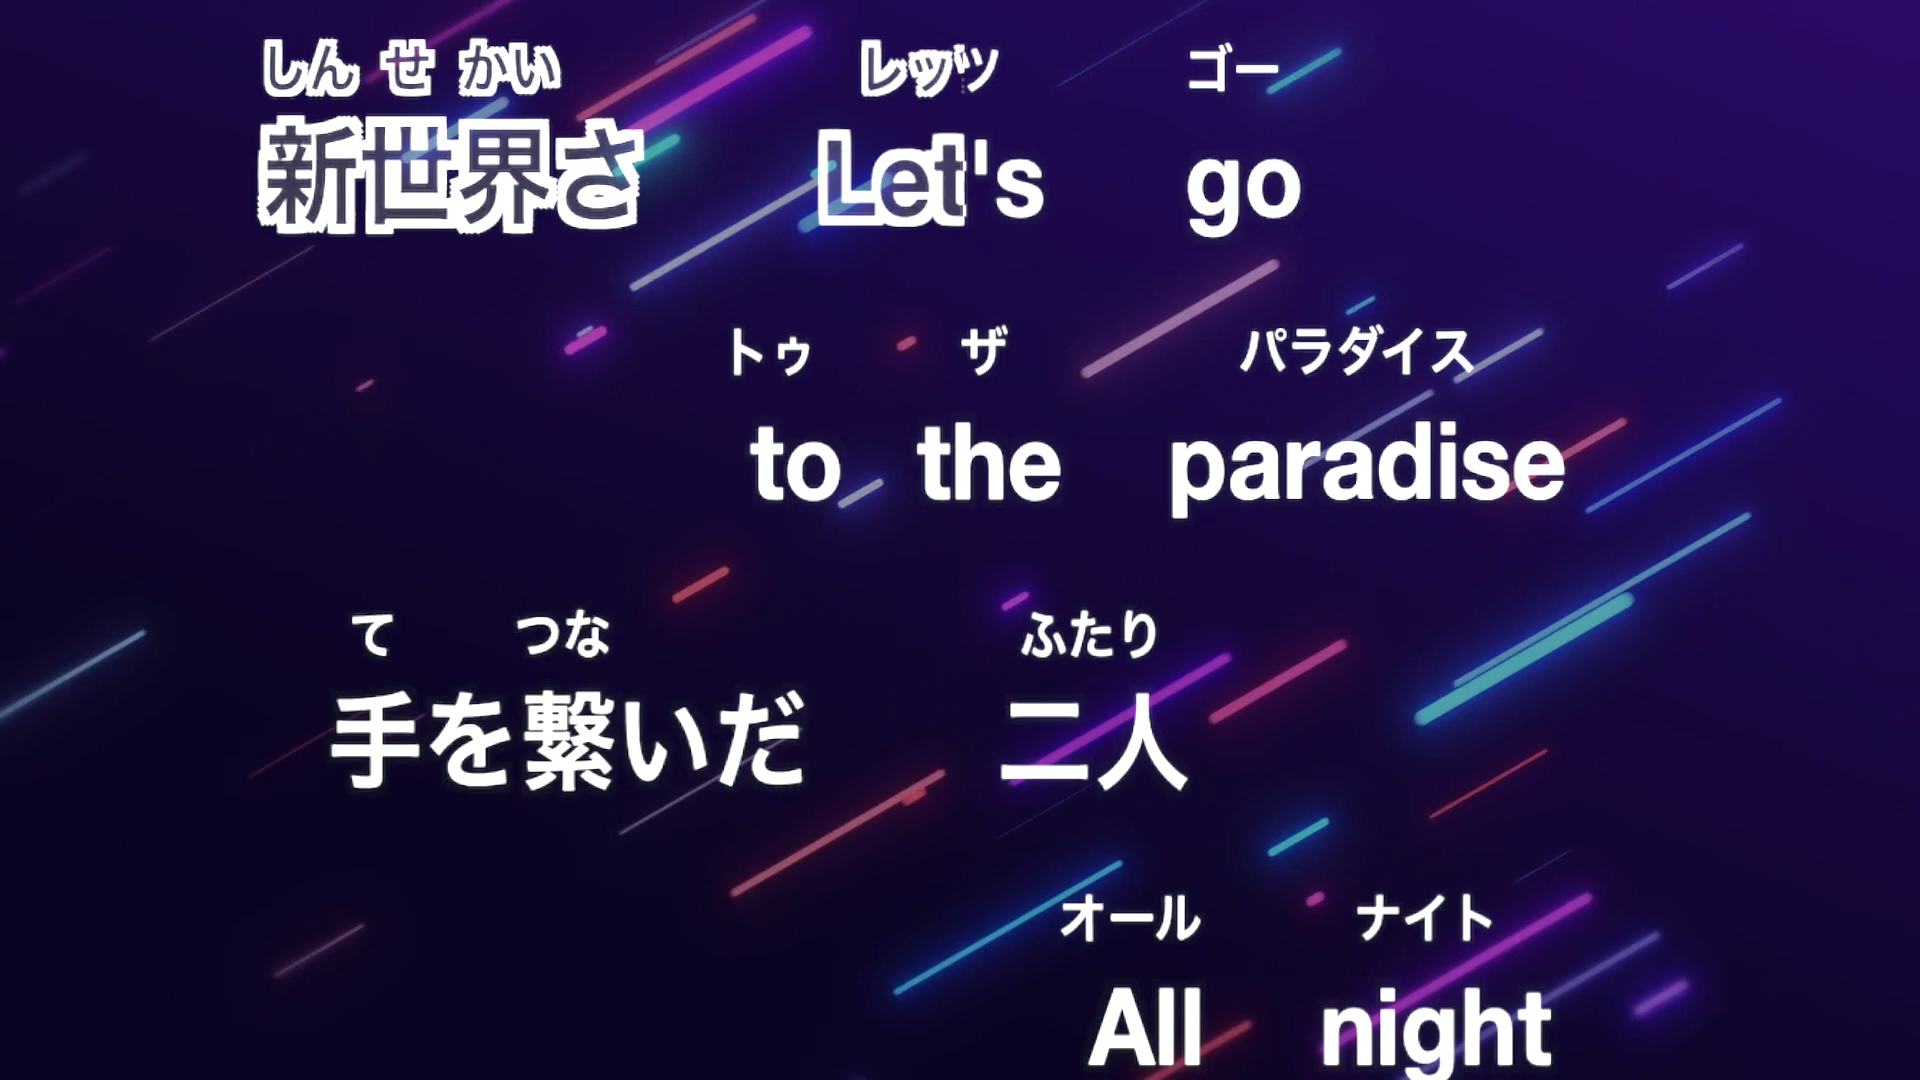 しん せ かい レッツ ゴー
新世界さ Let's go
トゥ ザ パラダイス
to the paradise
て つな ふたり
手を繋いだ 二人
オール ナイト
All night